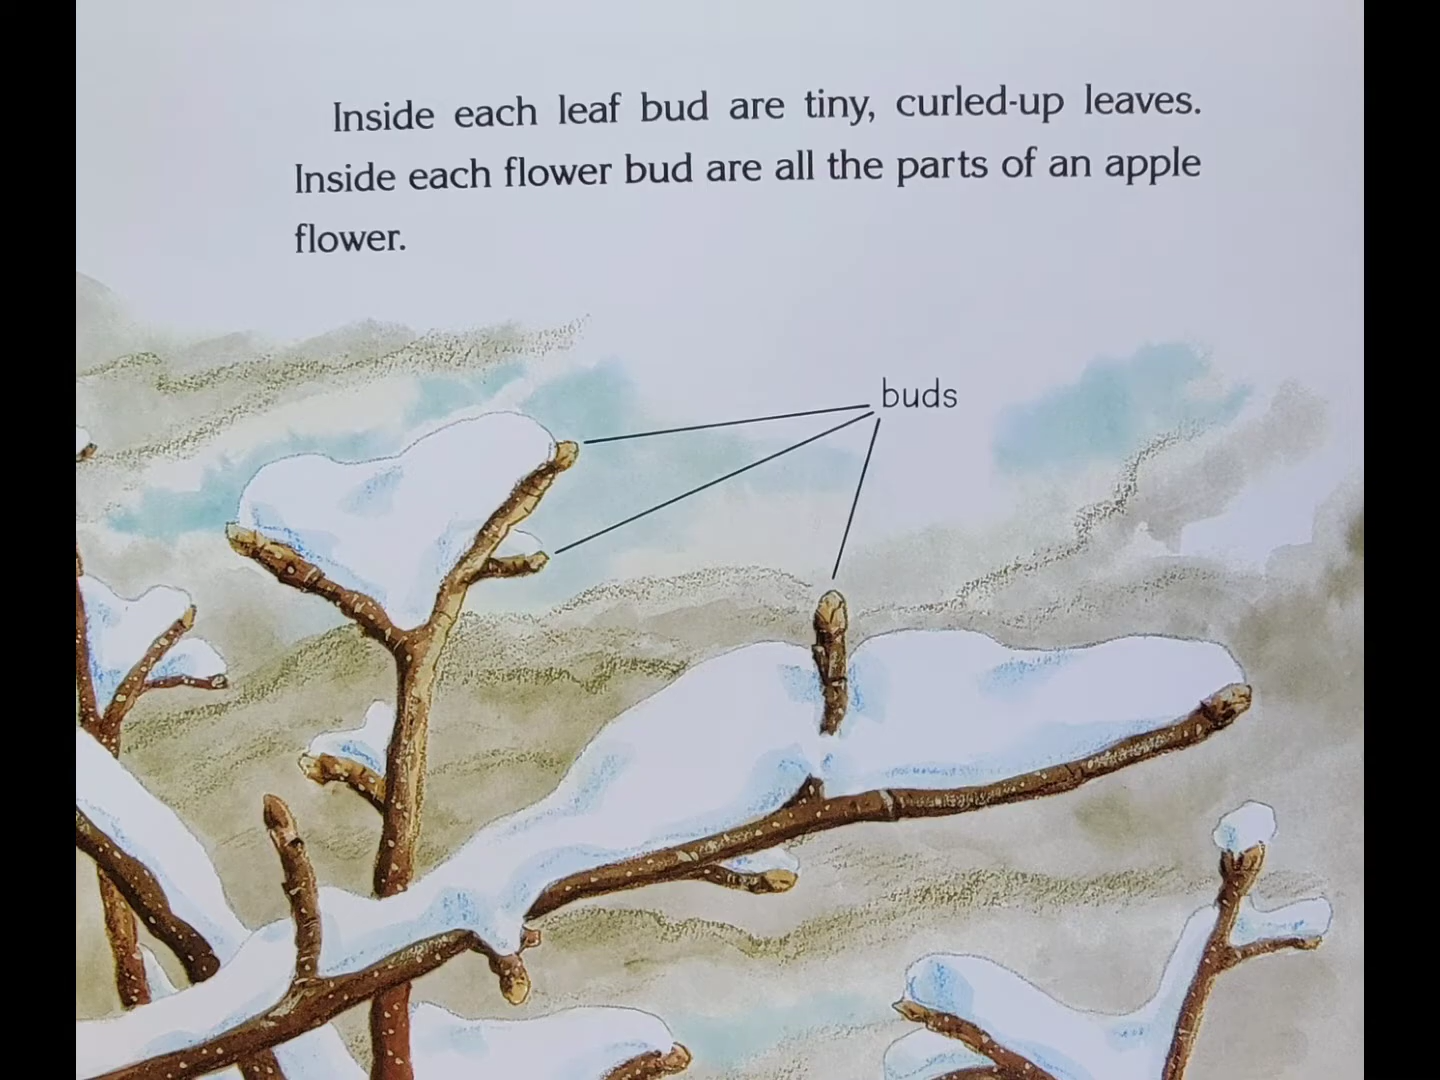 Inside each leaf bud are tiny, curled-up leaves.
Inside each flower bud are all the parts of an apple
flower.
buds